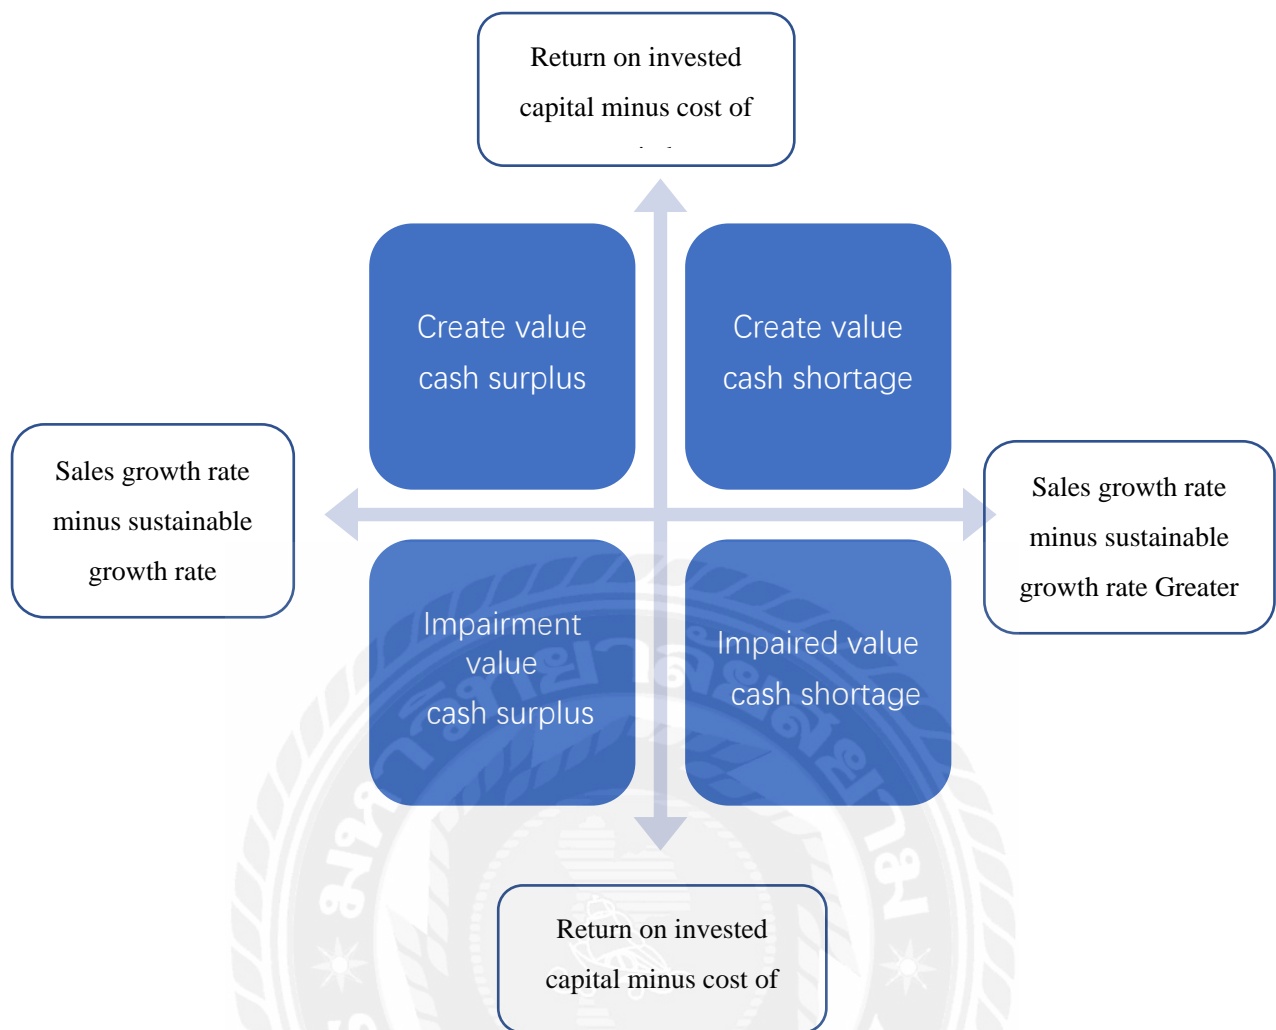 Return on invested
capital minus cost of
Create value
cash surplus
Create value
cash shortage
Sales growth rate
minus sustainable
growth rate
Sales growth rate
minus sustainable
growth rate Greater
Impairment
value
cash surplus
Impaired value
cash shortage
Return on invested
capital minus cost of